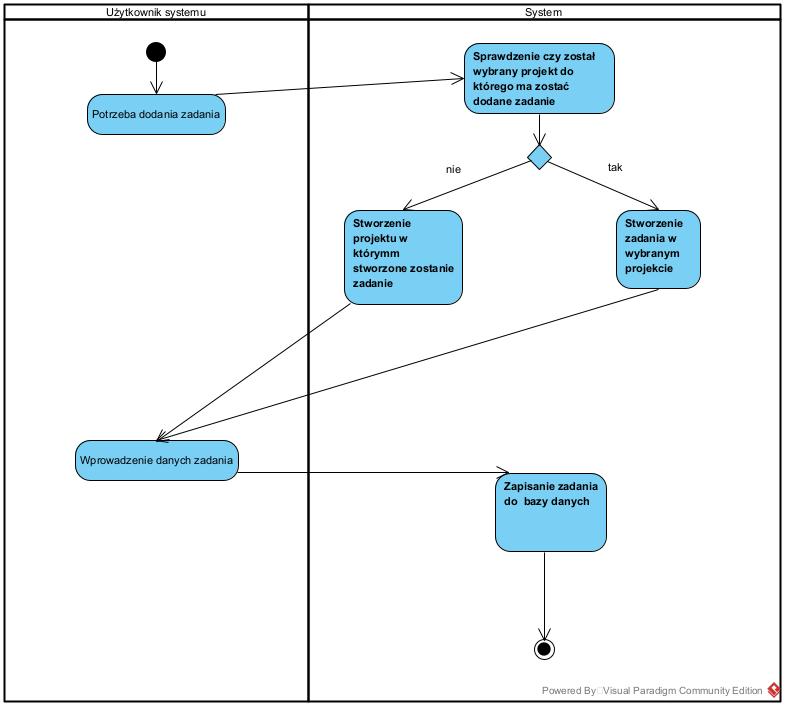 Użytkownik systemu
System
Potrzeba dodania zadania
Sprawdzenie czy został
wybrany projekt do
którego ma zostać
dodane zadanie
nie
tak
Stworzenie
projektu w
którymm
stworzone zostanie
zadanie
Stworzenie
zadania w
wybranym
projekcie
Wprowadzenie danych zadania
Zapisanie zadania
do bazy danych
Powered By Visual Paradigm Community Edition